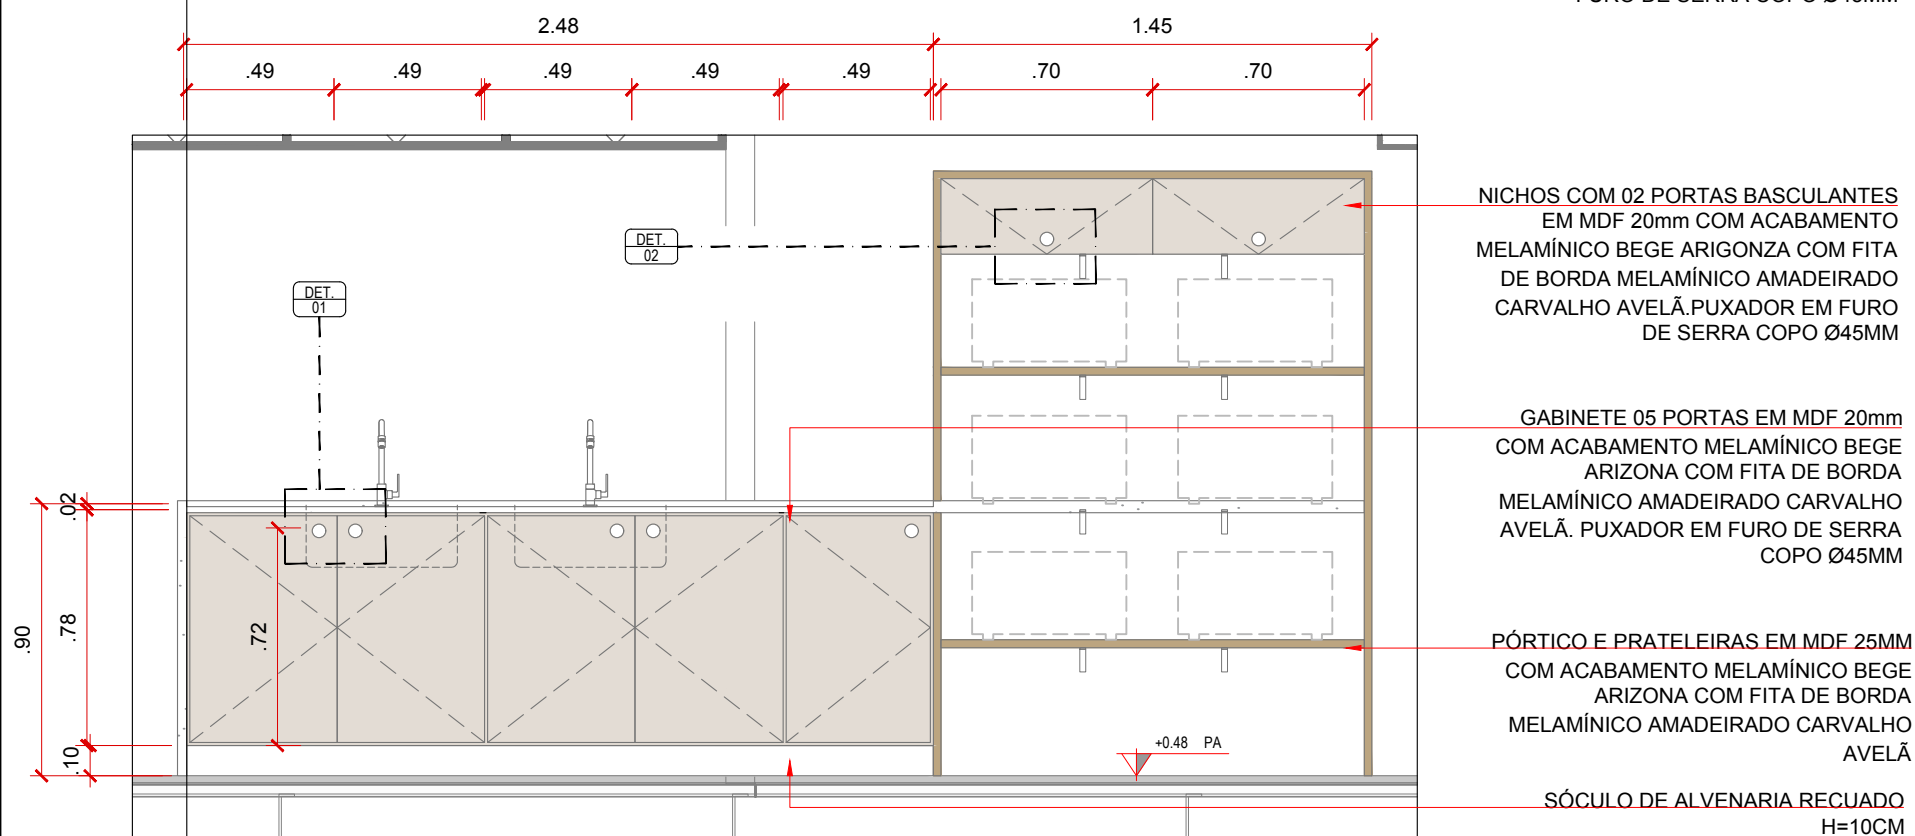 FURO DE SERRA COPO Ø45MM
2.48
1.45
.49
.49
.49
.49
.49
.70
.70
DET.
02
DET.
01
NICHOS COM 02 PORTAS BASCULANTES
EM MDF 20mm COM ACABAMENTO
MELAMÍNICO BEGE ARIGONZA COM FITA
DE BORDA MELAMÍNICO AMADEIRADO
CARVALHO AVELÃ.PUXADOR EM FURO
DE SERRA COPO Ø45MM
GABINETE 05 PORTAS EM MDF 20mm
COM ACABAMENTO MELAMÍNICO BEGE
ARIZONA COM FITA DE BORDA
MELAMÍNICO AMADEIRADO CARVALHO
AVELÃ. PUXADOR EM FURO DE SERRA
COPO Ø45MM
.02
.78
.90
.72
.10
PÓRTICO E PRATELEIRAS EM MDF 25MM
COM ACABAMENTO MELAMÍNICO BEGE
ARIZONA COM FITA DE BORDA
MELAMÍNICO AMADEIRADO CARVALHO
AVELÃ
+0.48 PA
SÓCULO DE ALVENARIA RECUADO
H=10CM